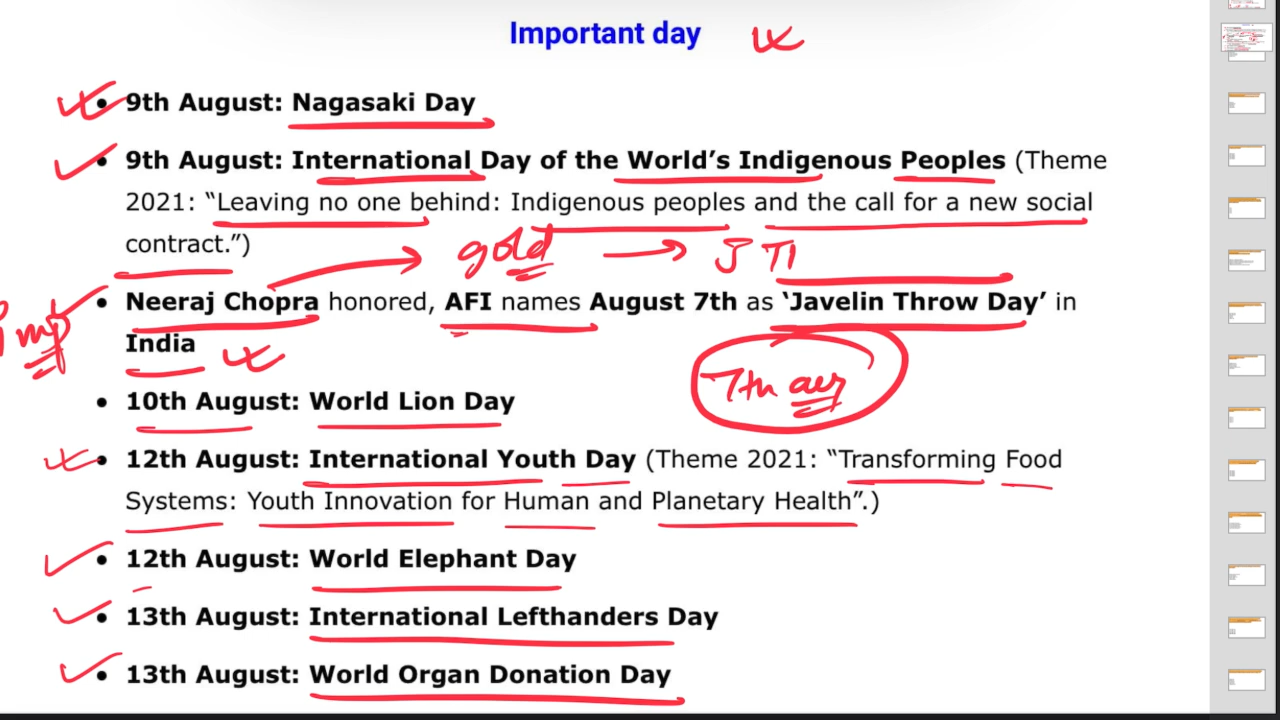 Important day
• 9th August: Nagasaki Day
• 9th August: International Day of the World’s Indigenous Peoples (Theme
2021: “Leaving no one behind: Indigenous peoples and the call for a new social
contract.”)
gold → J T
• Neeraj Chopra honored, AFI names August 7th as ‘Javelin Throw Day’ in
imp
India
7th aug
• 10th August: World Lion Day
• 12th August: International Youth Day (Theme 2021: “Transforming Food
Systems: Youth Innovation for Human and Planetary Health”.)
• 12th August: World Elephant Day
• 13th August: International Lefthanders Day
• 13th August: World Organ Donation Day